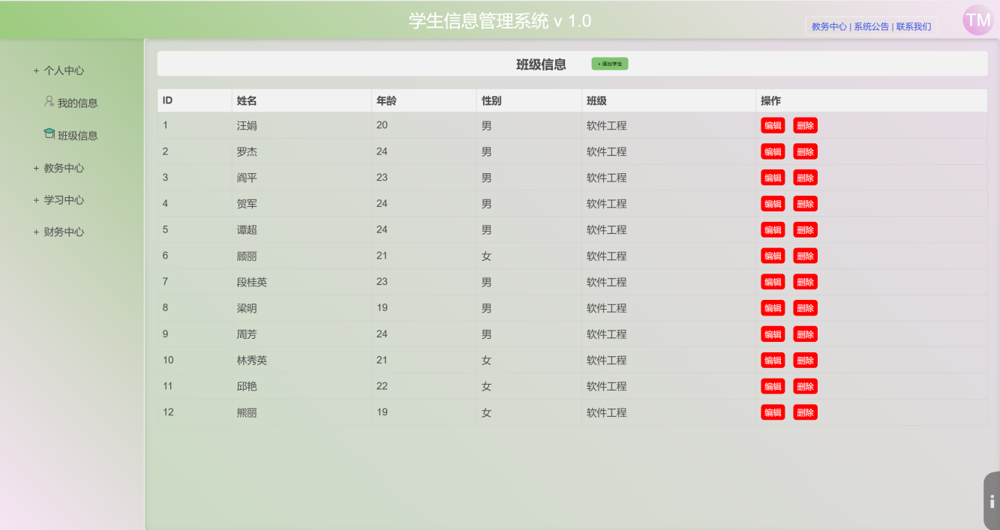 学生信息管理系统 v 1.0
教务中心 | 系统公告 | 联系我们
TM
+ 个人中心
我的信息
班级信息
+ 教务中心
+ 学习中心
+ 财务中心
班级信息 + 添加学生
ID 姓名 年龄 性别 班级 操作
1 汪娟 20 男 软件工程 编辑 删除
2 罗杰 24 男 软件工程 编辑 删除
3 阎平 23 男 软件工程 编辑 删除
4 贺军 24 男 软件工程 编辑 删除
5 谭超 24 男 软件工程 编辑 删除
6 顾丽 21 女 软件工程 编辑 删除
7 段桂英 23 男 软件工程 编辑 删除
8 梁明 19 男 软件工程 编辑 删除
9 周芳 24 男 软件工程 编辑 删除
10 林秀英 21 女 软件工程 编辑 删除
11 邱艳 22 女 软件工程 编辑 删除
12 熊丽 19 女 软件工程 编辑 删除
i